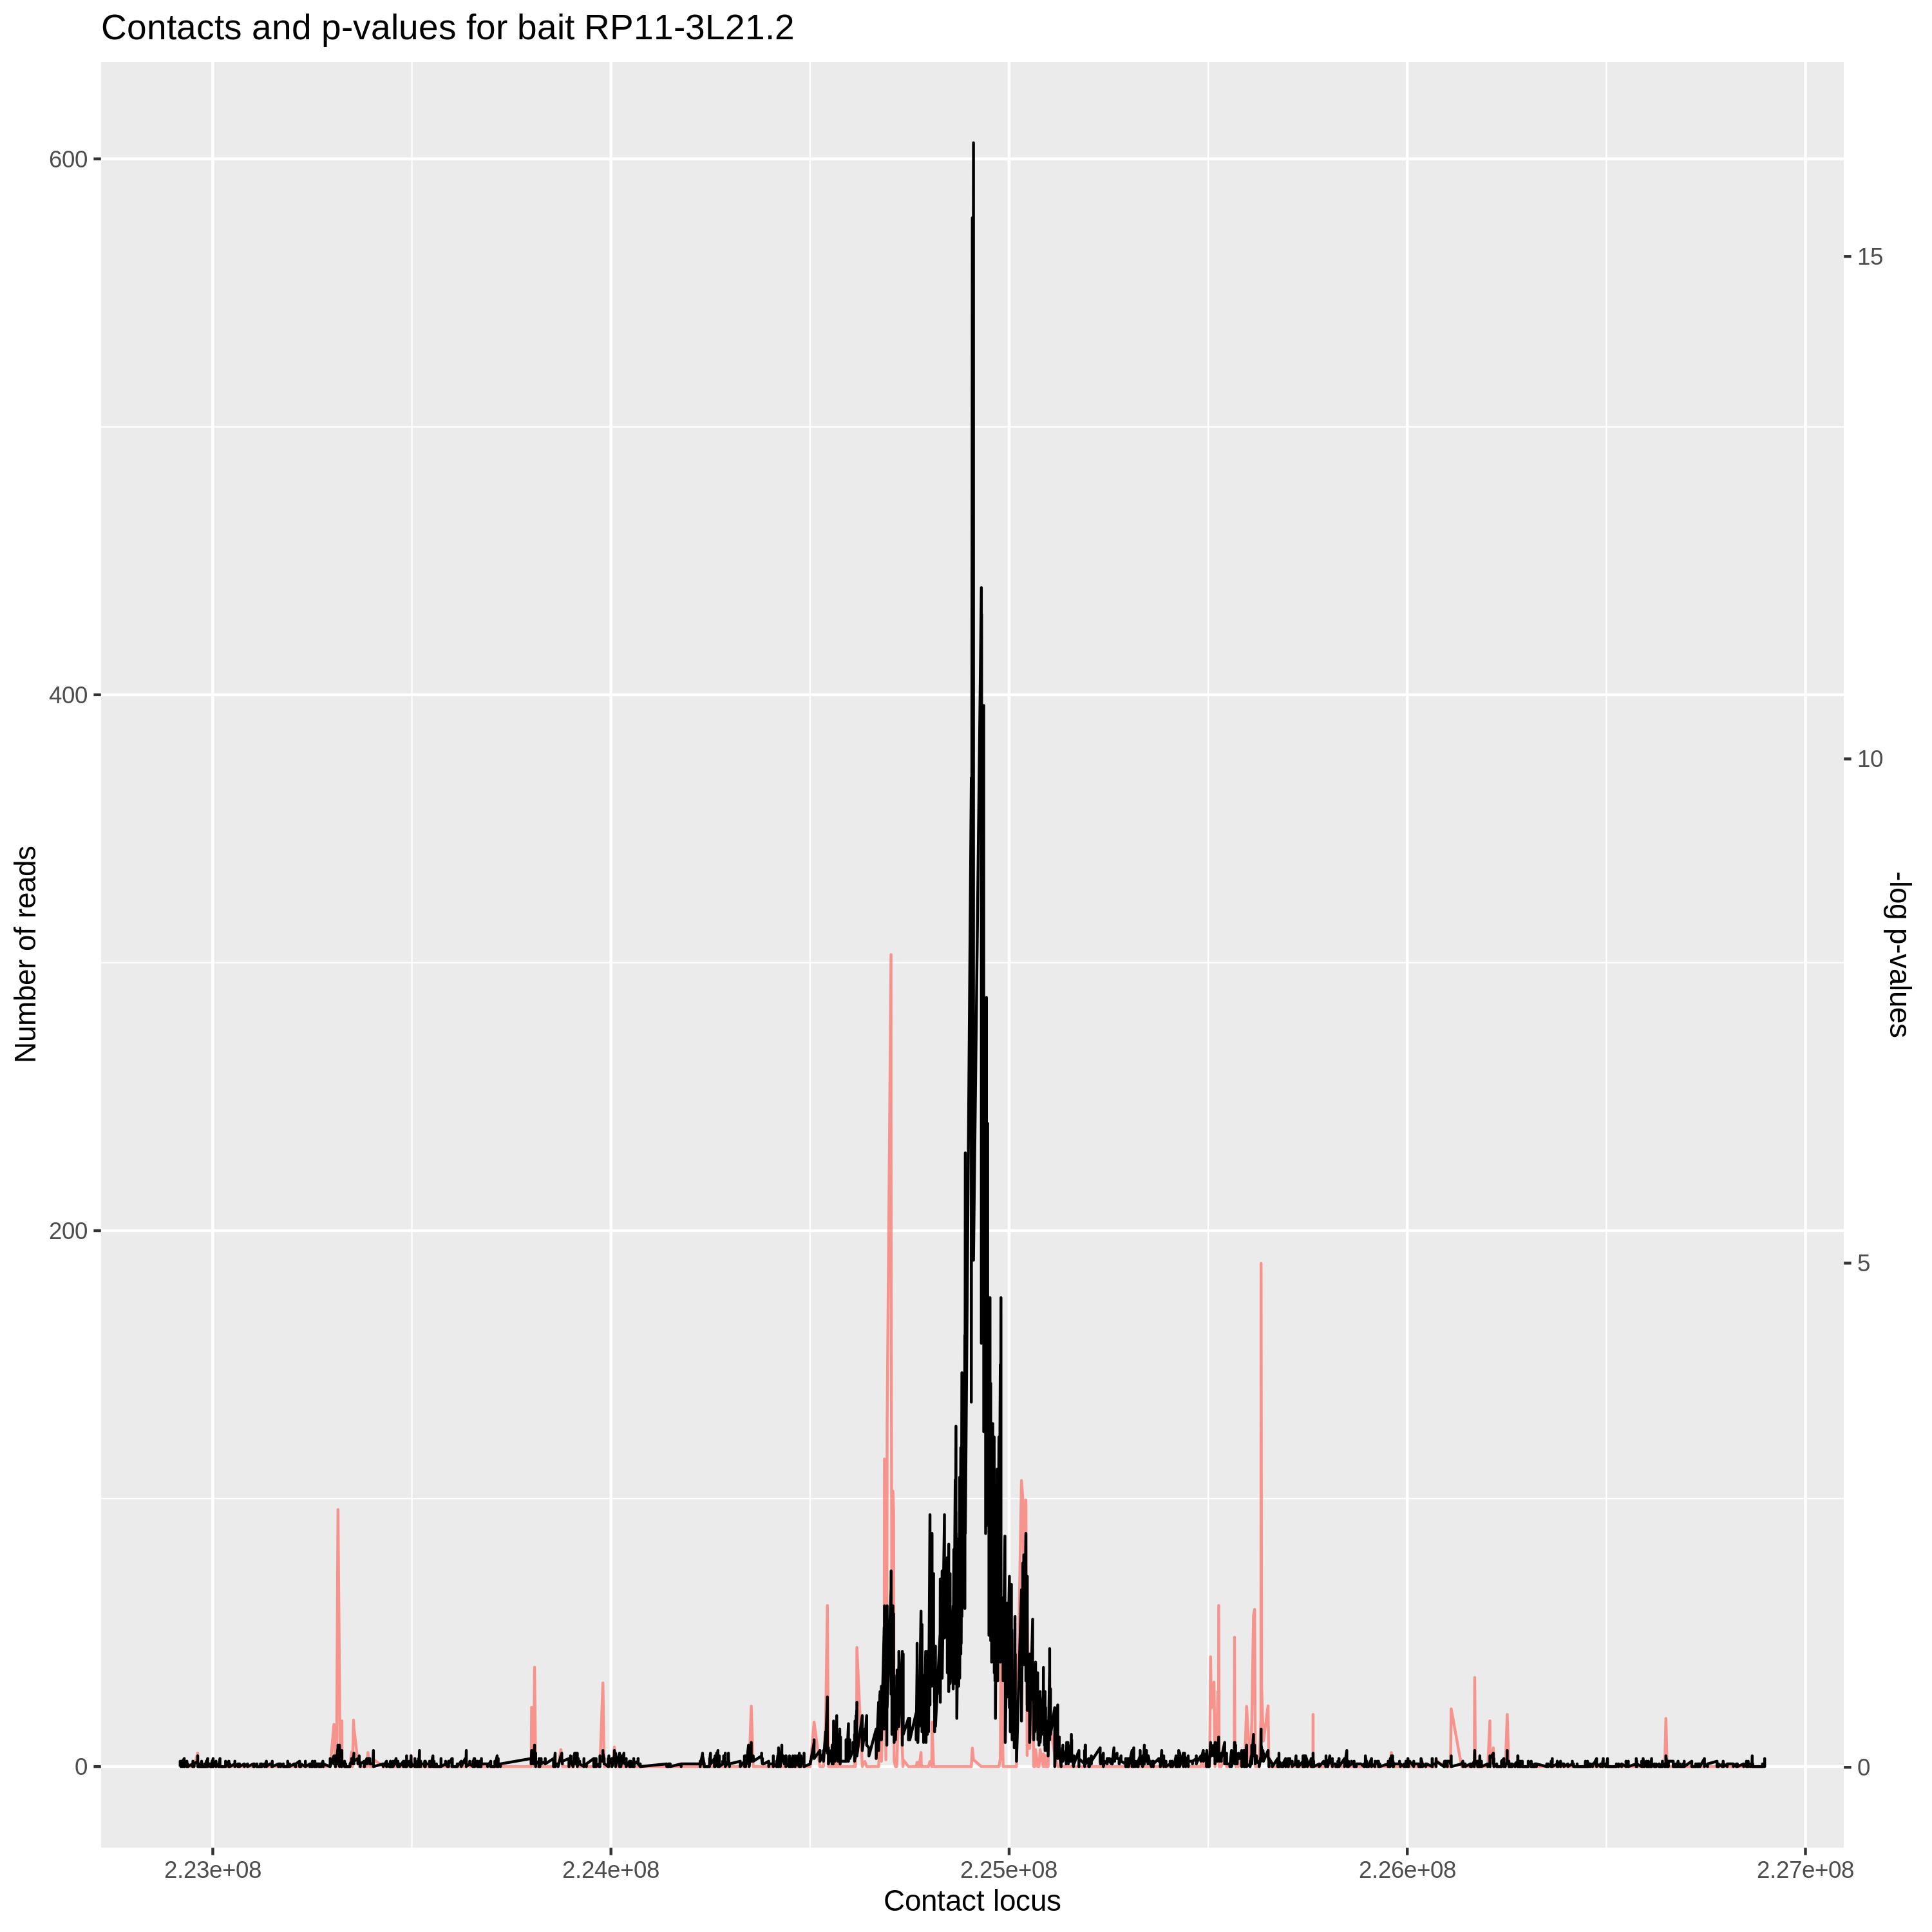 Contacts and p-values for bait RP11-3L21.2
600
400
200
0
15
10
5
0
Number of reads
-log p-values
2.23e+08
2.24e+08
2.25e+08
2.26e+08
2.27e+08
Contact locus